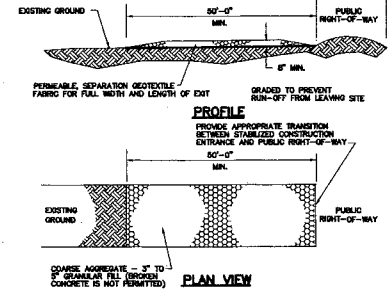 EXISTING GROUND
50'-0"
MIN.
PUBLIC
RIGHT-OF-WAY
8" MIN.
PERMEABLE, SEPARATION GEOTEXTILE
FABRIC FOR FULL WIDTH AND LENGTH OF EXIT
GRADED TO PREVENT
RUN-OFF FROM LEAVING SITE
PROFILE
PROVIDE APPROPRIATE TRANSITION
BETWEEN STABILIZED CONSTRUCTION
ENTRANCE AND PUBLIC RIGHT-OF-WAY
50'-0"
MIN.
EXISTING
GROUND
PUBLIC
RIGHT-OF-WAY
COARSE AGGREGATE - 3" TO
5" GRANULAR FILL (BROKEN
CONCRETE IS NOT PERMITTED)
PLAN VIEW